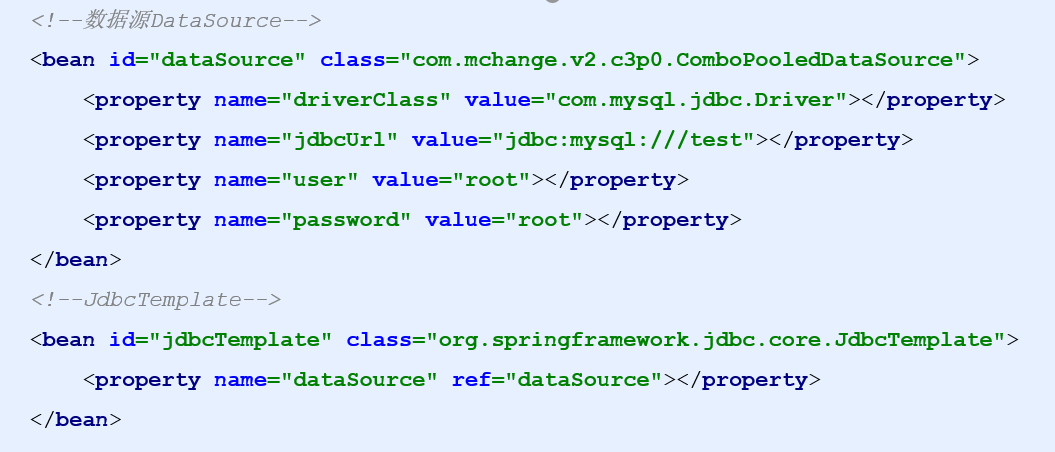 <!--数据源DataSource-->
<bean id="dataSource" class="com.mchange.v2.c3p0.ComboPooledDataSource">
    <property name="driverClass" value="com.mysql.jdbc.Driver"></property>
    <property name="jdbcUrl" value="jdbc:mysql:///test"></property>
    <property name="user" value="root"></property>
    <property name="password" value="root"></property>
</bean>
<!--JdbcTemplate-->
<bean id="jdbcTemplate" class="org.springframework.jdbc.core.JdbcTemplate">
    <property name="dataSource" ref="dataSource"></property>
</bean>